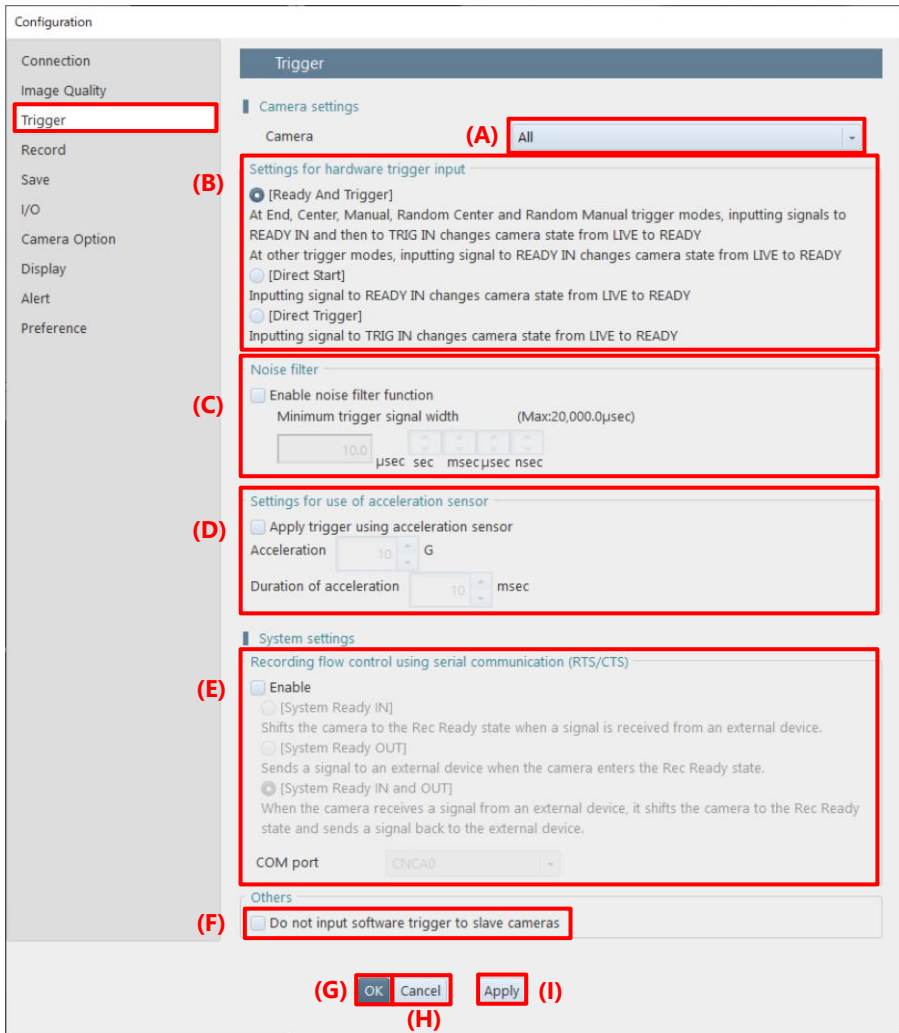 Configuration
Connection
Image Quality
Trigger
Record
Save
I/O
Camera Option
Display
Alert
Preference
Trigger
Camera settings
Camera
(A)
All
(B)
Settings for hardware trigger input
[Ready And Trigger]
At End, Center, Manual, Random Center and Random Manual trigger modes, inputting signals to
READY IN and then to TRIG IN changes camera state from LIVE to READY
At other trigger modes, inputting signal to READY IN changes camera state from LIVE to READY
[Direct Start]
Inputting signal to READY IN changes camera state from LIVE to READY
[Direct Trigger]
Inputting signal to TRIG IN changes camera state from LIVE to READY
Noise filter
(C)
Enable noise filter function
Minimum trigger signal width (Max:20,000.0μsec)
10.0 μsec sec msec μsec nsec
Settings for use of acceleration sensor
(D)
Apply trigger using acceleration sensor
Acceleration 10 G
Duration of acceleration 10 msec
System settings
Recording flow control using serial communication (RTS/CTS)
(E)
Enable
[System Ready IN]
Shifts the camera to the Rec Ready state when a signal is received from an external device.
[System Ready OUT]
Sends a signal to an external device when the camera enters the Rec Ready state.
[System Ready IN and OUT]
When the camera receives a signal from an external device, it shifts the camera to the Rec Ready
state and sends a signal back to the external device.
COM port CNCA0
Others
(F)
Do not input software trigger to slave cameras
(G) OK Cancel Apply (I)
(H)